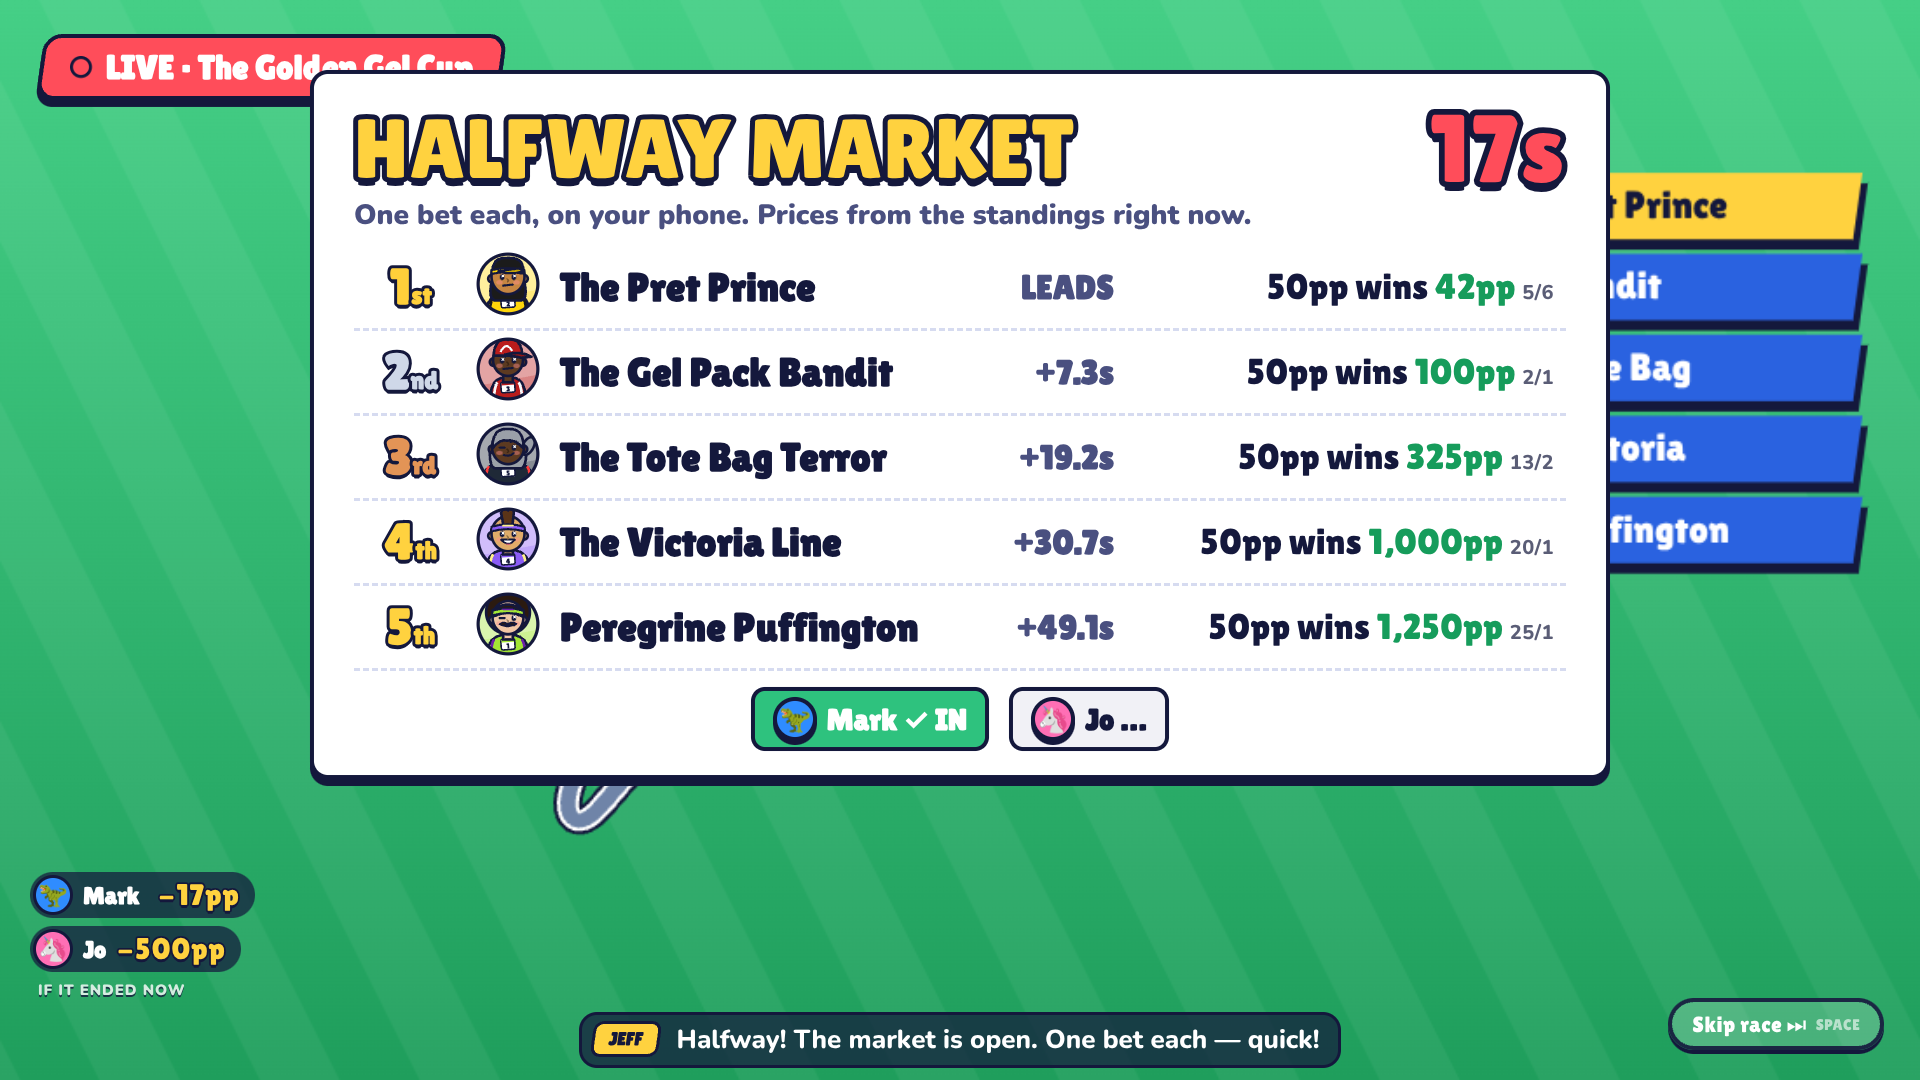 LIVE · The Golden Gel Cup
HALFWAY MARKET
17s
One bet each, on your phone. Prices from the standings right now.
1st The Pret Prince LEADS 50pp wins 42pp 5/6
2nd The Gel Pack Bandit +7.3s 50pp wins 100pp 2/1
3rd The Tote Bag Terror +19.2s 50pp wins 325pp 13/2
4th The Victoria Line +30.7s 50pp wins 1,000pp 20/1
5th Peregrine Puffington +49.1s 50pp wins 1,250pp 25/1
Mark ✓ IN
Jo ...
t Prince
ndit
e Bag
toria
ffington
Mark –17pp
Jo –500pp
IF IT ENDED NOW
JEFF Halfway! The market is open. One bet each — quick!
Skip race ⏭ SPACE